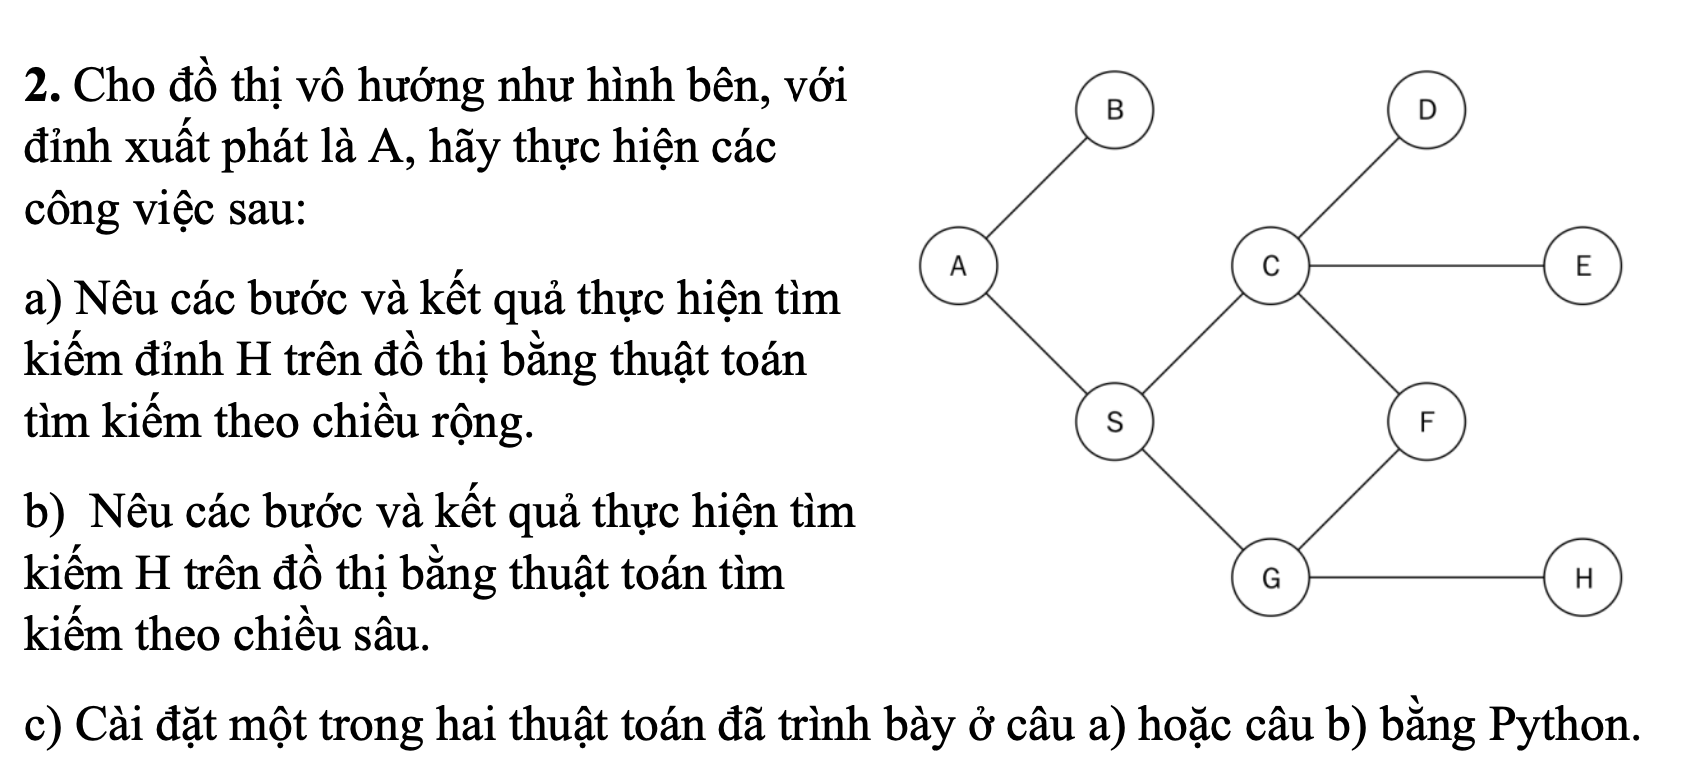 2. Cho đồ thị vô hướng như hình bên, với
đỉnh xuất phát là A, hãy thực hiện các
công việc sau:
a) Nêu các bước và kết quả thực hiện tìm
kiếm đỉnh H trên đồ thị bằng thuật toán
tìm kiếm theo chiều rộng.
b) Nêu các bước và kết quả thực hiện tìm
kiếm H trên đồ thị bằng thuật toán tìm
kiếm theo chiều sâu.
c) Cài đặt một trong hai thuật toán đã trình bày ở câu a) hoặc câu b) bằng Python.
B
D
A
C
E
S
F
G
H